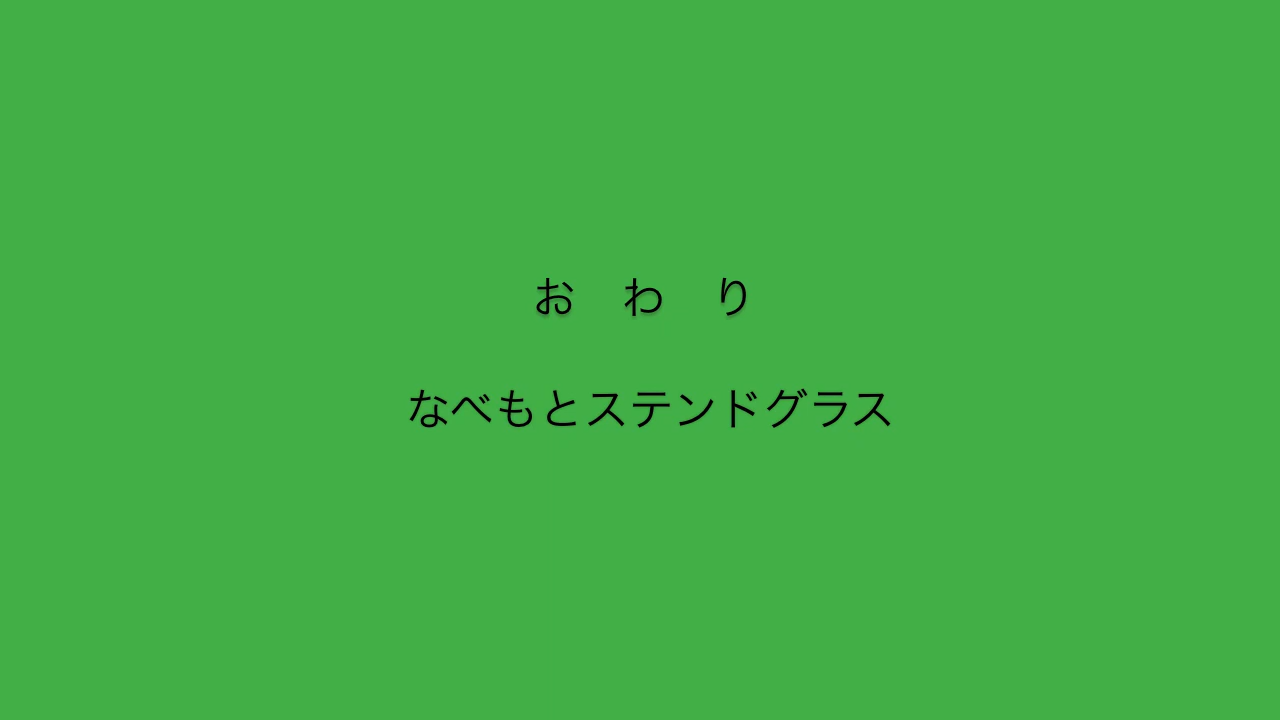 お　わ　り
なべもとステンドグラス